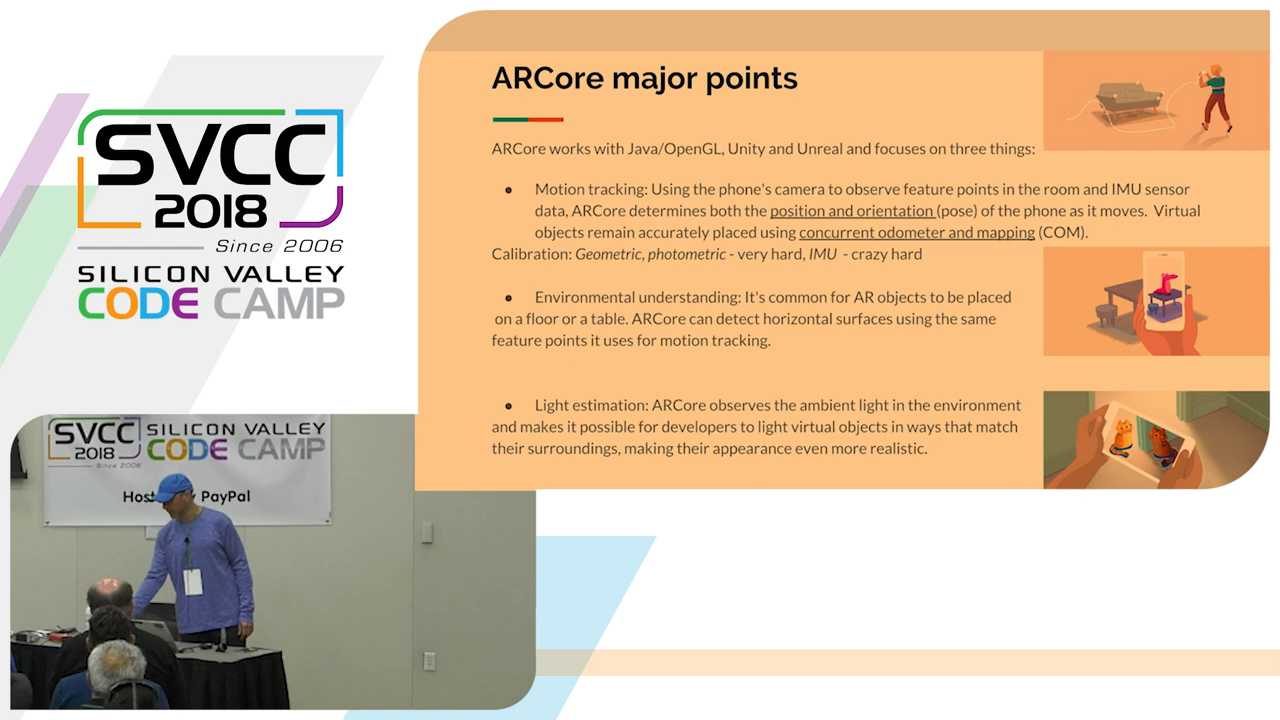 SVCC
2018
Since 2006
SILICON VALLEY
CODE CAMP
ARCore major points
ARCore works with Java/OpenGL, Unity and Unreal and focuses on three things:
● Motion tracking: Using the phone's camera to observe feature points in the room and IMU sensor
data, ARCore determines both the position and orientation (pose) of the phone as it moves. Virtual
objects remain accurately placed using concurrent odometer and mapping (COM).
Calibration: Geometric, photometric - very hard, IMU - crazy hard
● Environmental understanding: It's common for AR objects to be placed
on a floor or a table. ARCore can detect horizontal surfaces using the same
feature points it uses for motion tracking.
● Light estimation: ARCore observes the ambient light in the environment
and makes it possible for developers to light virtual objects in ways that match
their surroundings, making their appearance even more realistic.
SVCC
2018
Since 2006
SILICON VALLEY
CODE CAMP
PayPal